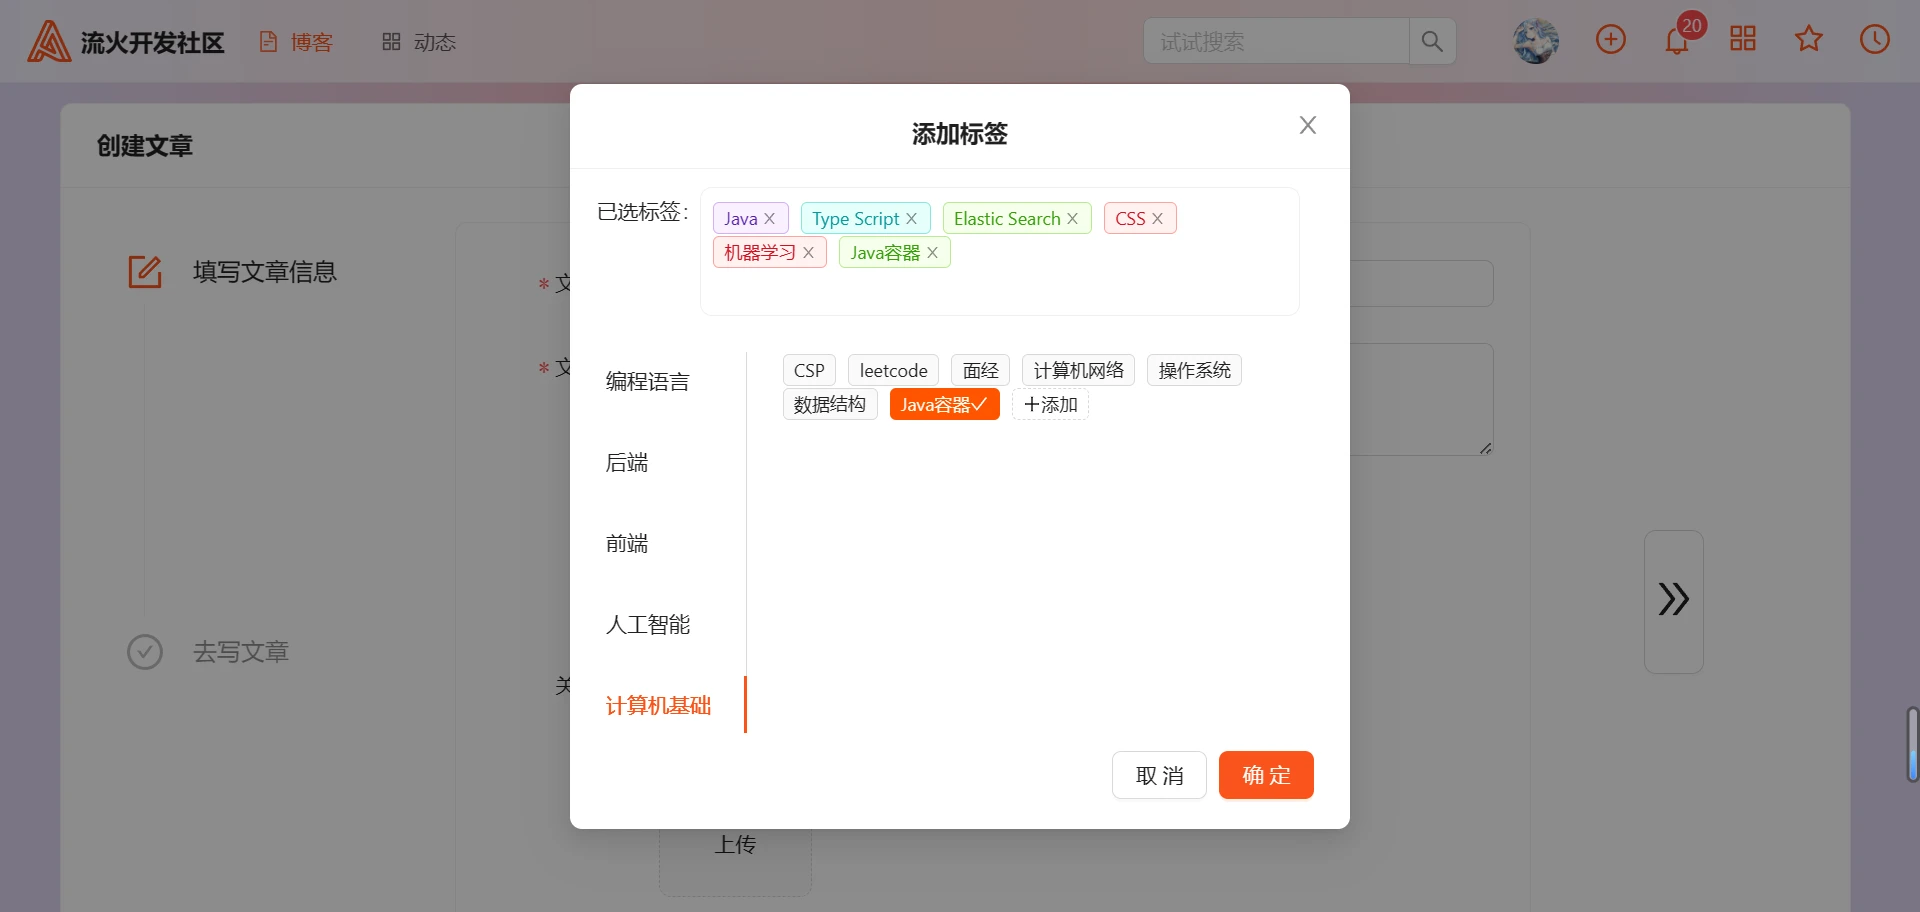 流火开发社区 博客 动态 试试搜索 20
创建文章
添加标签
已选标签:
Java Type Script Elastic Search CSS
机器学习 Java容器
填写文章信息
* 文
* 文
编程语言
后端
前端
人工智能
计算机基础
CSP leetcode 面经 计算机网络 操作系统
数据结构 Java容器 添加
去写文章
关
取消 确定
上传